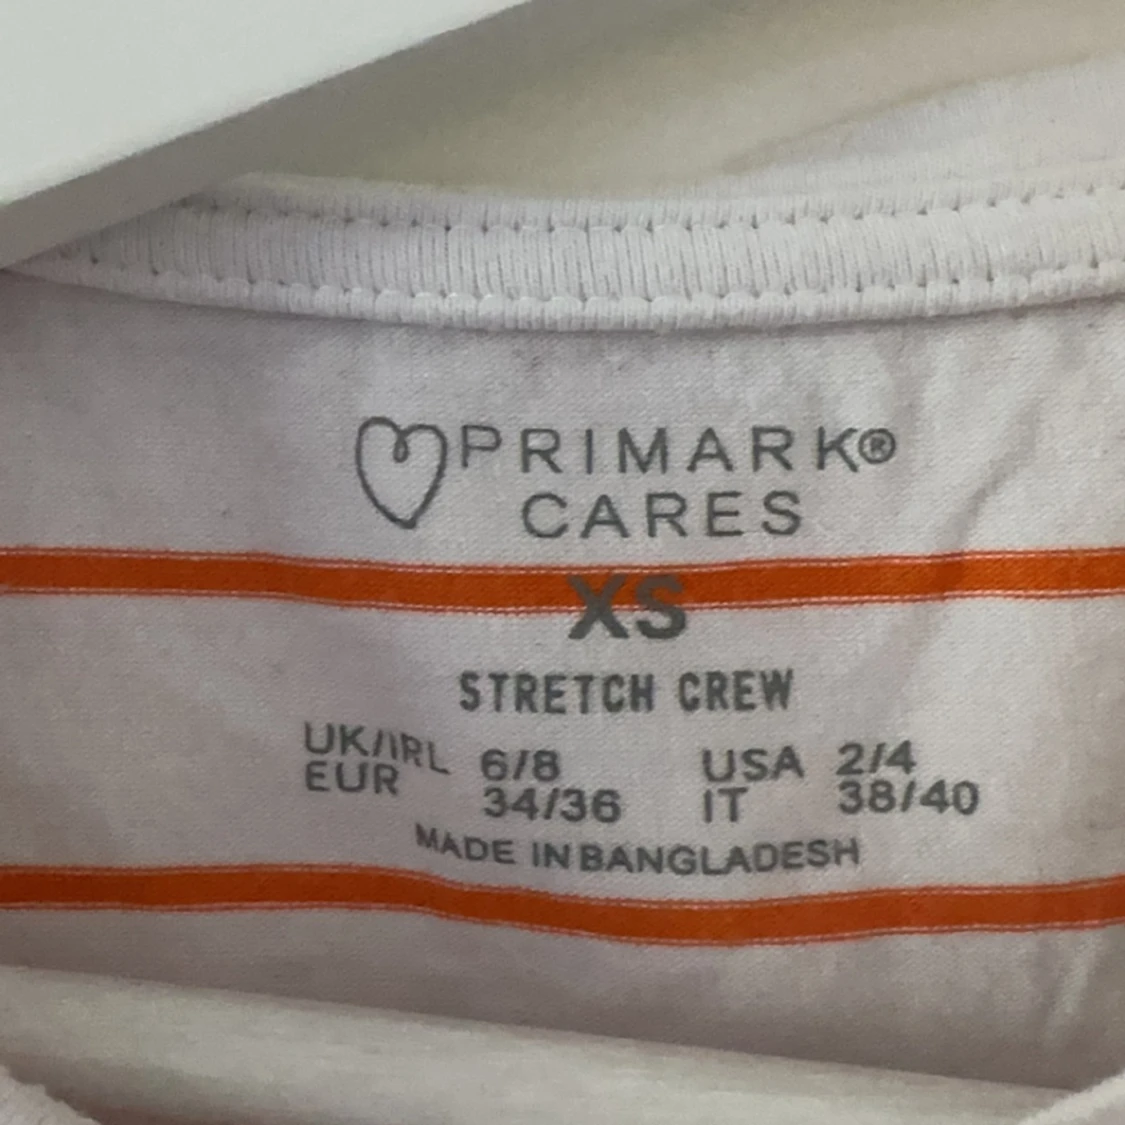 PRIMARK®
CARES
XS
STRETCH CREW
UK/IRL 6/8 USA 2/4
EUR 34/36 IT 38/40
MADE IN BANGLADESH